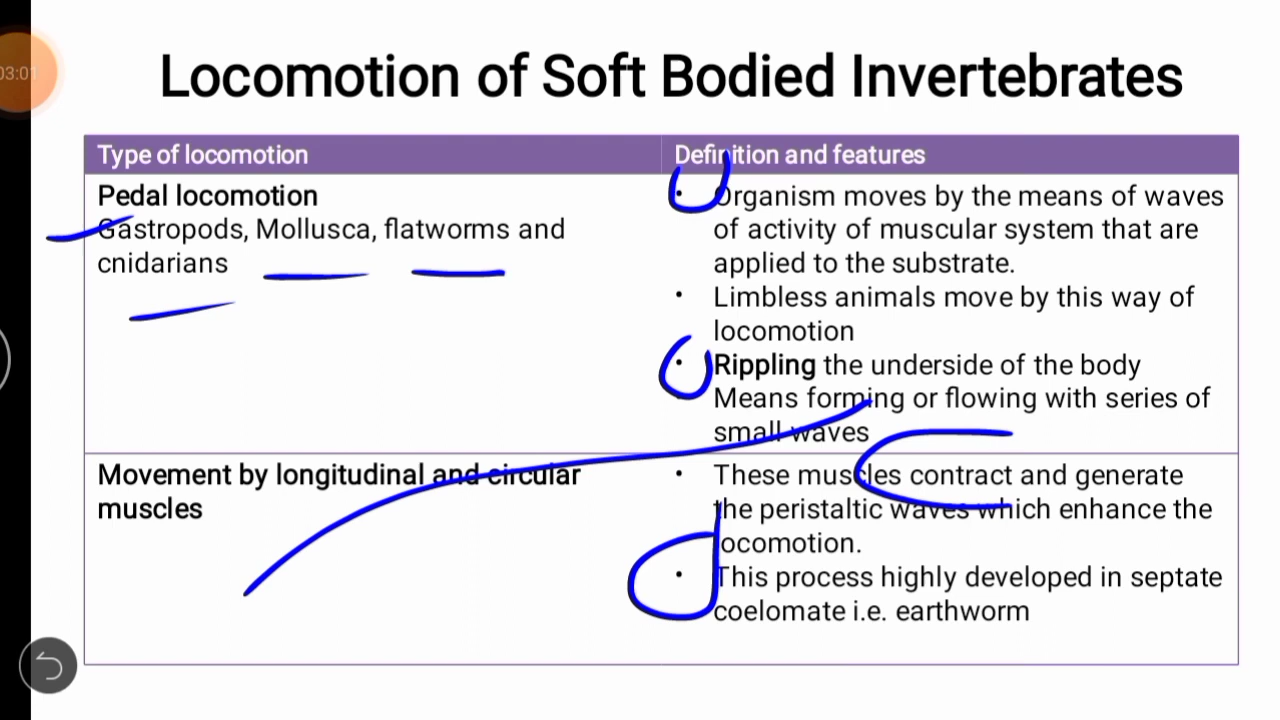 03:01
Locomotion of Soft Bodied Invertebrates
Type of locomotion
Definition and features
Pedal locomotion
Gastropods, Mollusca, flatworms and
cnidarians
• Organism moves by the means of waves
of activity of muscular system that are
applied to the substrate.
• Limbless animals move by this way of
locomotion
• Rippling the underside of the body
Means forming or flowing with series of
small waves
Movement by longitudinal and circular
muscles
• These muscles contract and generate
the peristaltic waves which enhance the
locomotion.
• This process highly developed in septate
coelomate i.e. earthworm